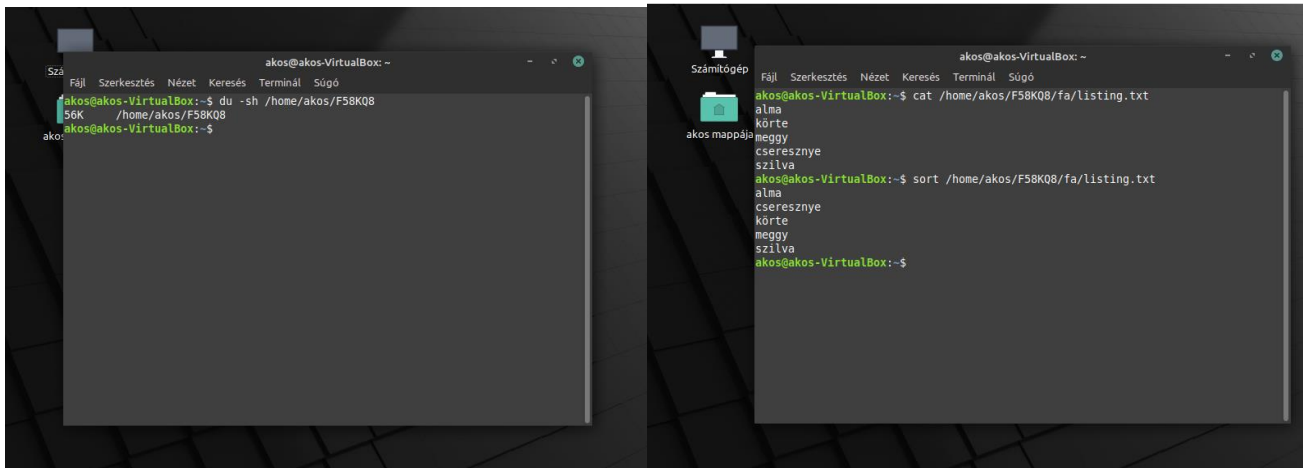 akos@akos-VirtualBox: ~
Szá
Fájl Szerkesztés Nézet Keresés Terminál Súgó
akos@akos-VirtualBox:~$ du -sh /home/akos/F58KQ8
56K /home/akos/F58KQ8
akos@akos-VirtualBox:~$
akos
akos@akos-VirtualBox: ~
Számítógép
Fájl Szerkesztés Nézet Keresés Terminál Súgó
akos@akos-VirtualBox:~$ cat /home/akos/F58KQ8/fa/listing.txt
alma
körte
akos mappája
meggy
cseresznye
szilva
akos@akos-VirtualBox:~$ sort /home/akos/F58KQ8/fa/listing.txt
alma
cseresznye
körte
meggy
szilva
akos@akos-VirtualBox:~$